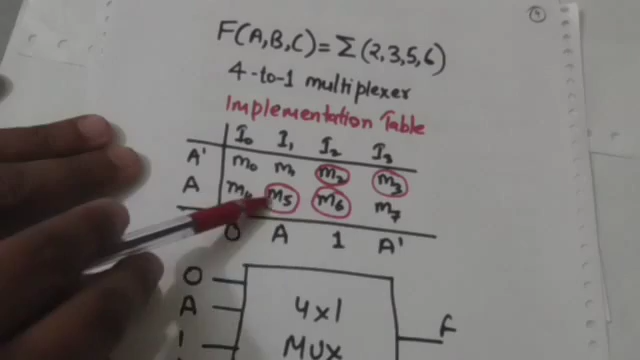 F(A,B,C) = Σ(2,3,5,6)
4-to-1 multiplexer
Implementation Table
I₀ I₁ I₂ I₃
A' m₀ m₁ m₂ m₃
A m₄ m₅ m₆ m₇
0 A 1 A'
0
A
4x1
F
1
MUX